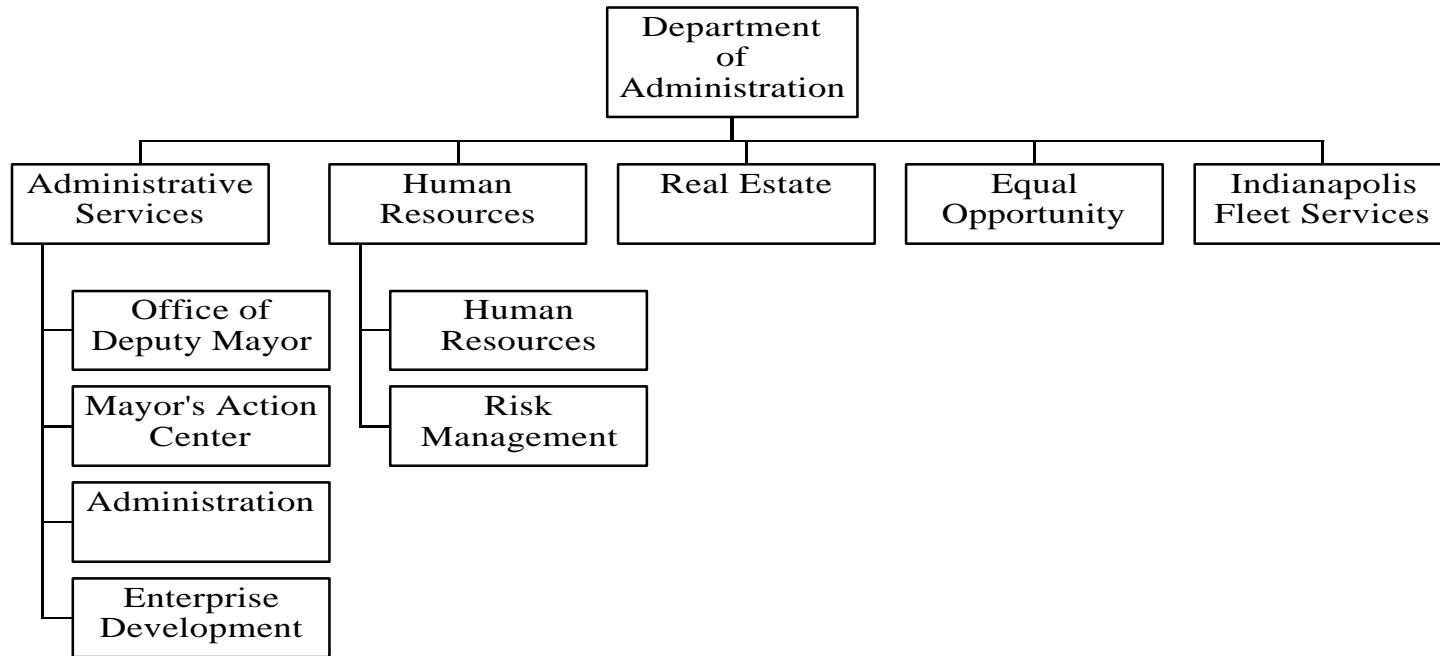 Department
of
Administration
Administrative
Services
Human
Resources
Real Estate
Equal
Opportunity
Indianapolis
Fleet Services
Office of
Deputy Mayor
Mayor's Action
Center
Administration
Enterprise
Development
Human
Resources
Risk
Management